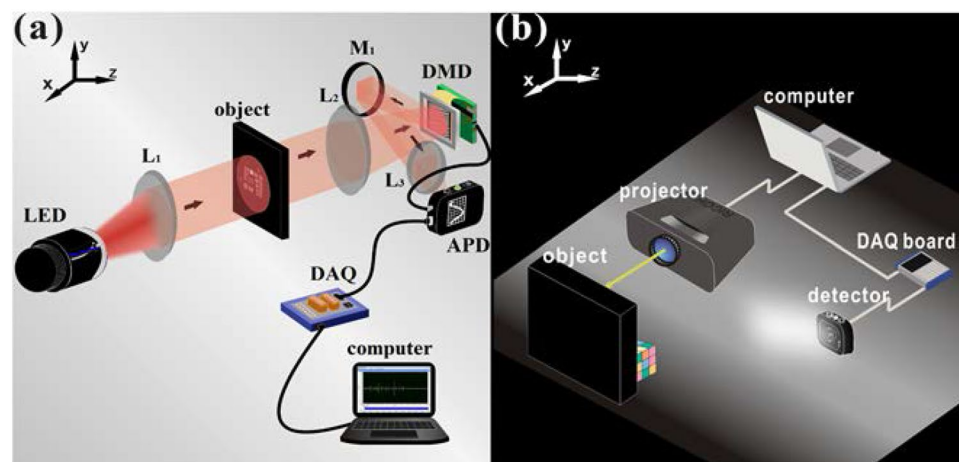 (a)
y
x
z
LED
L1
object
L2
M1
DMD
L3
APD
DAQ
computer
(b)
y
x
z
computer
projector
object
DAQ board
detector